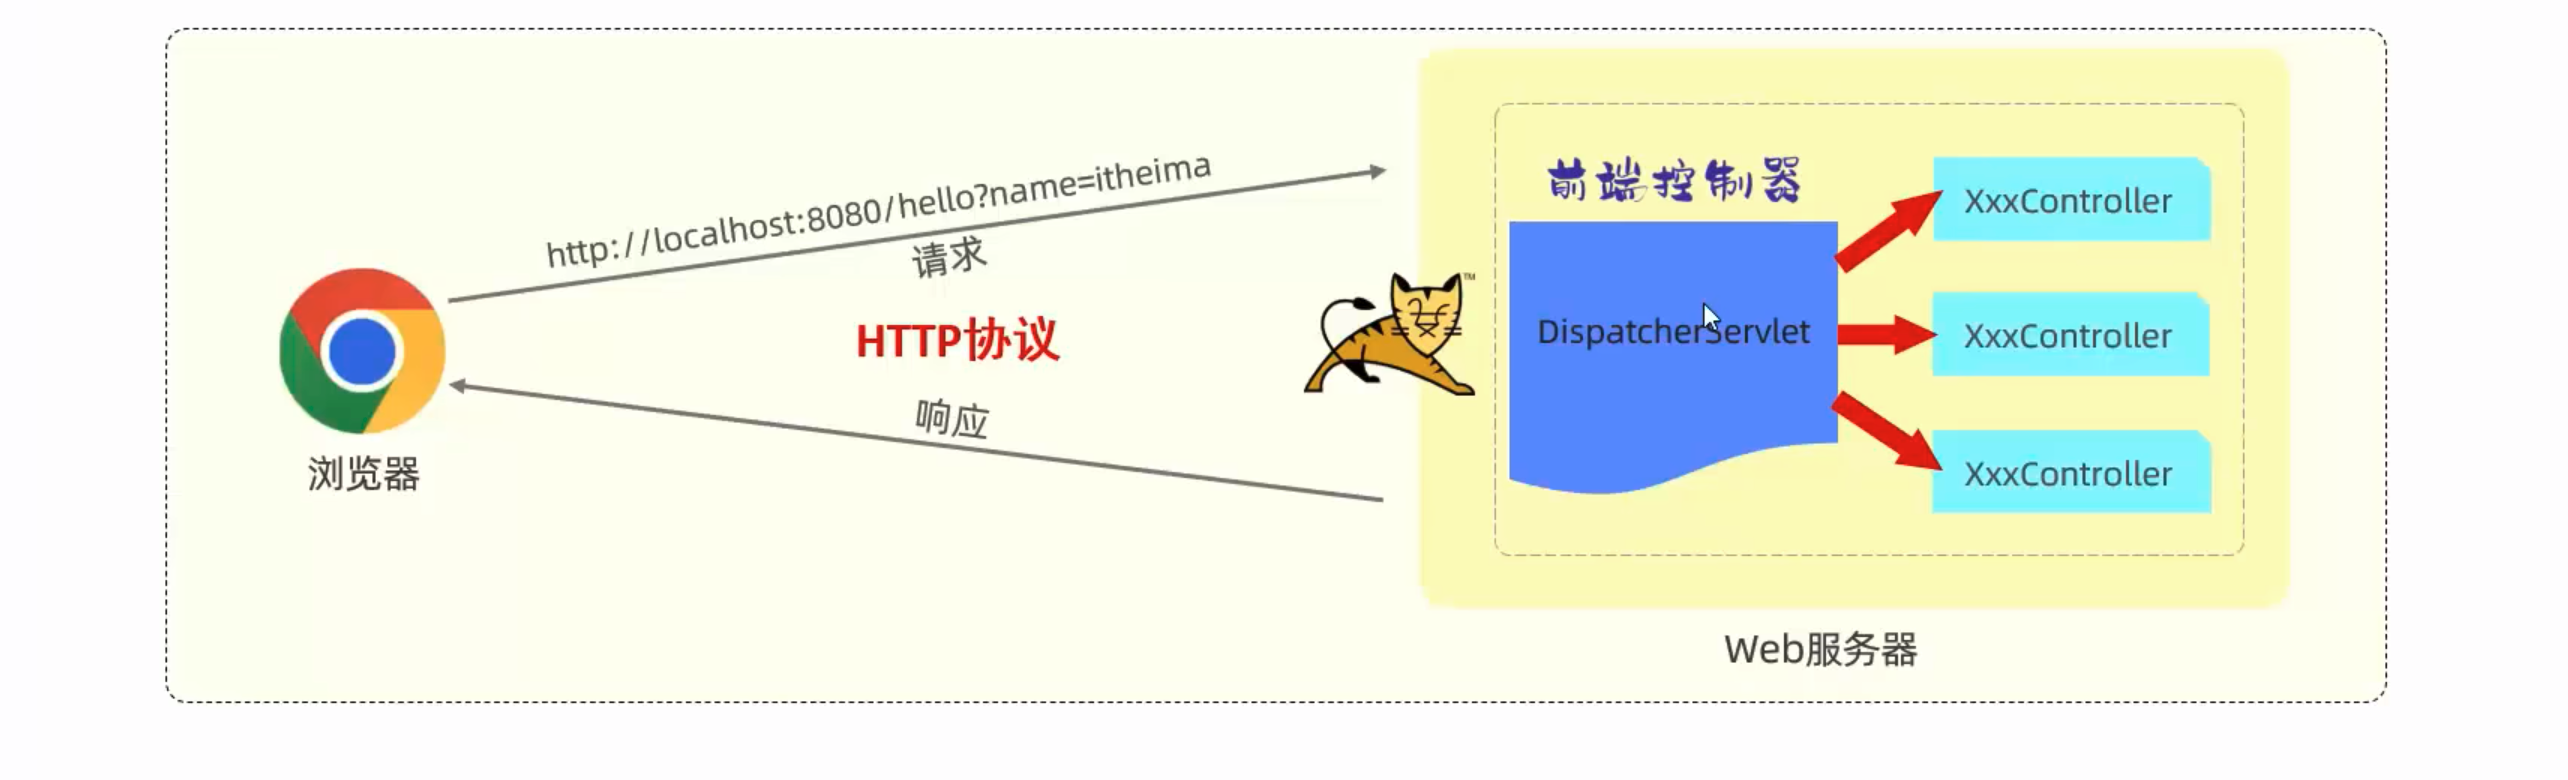 http://localhost:8080/hello?name=itheima
请求
HTTP协议
响应
浏览器
TM
前端控制器
DispatcherServlet
XxxController
XxxController
XxxController
Web服务器